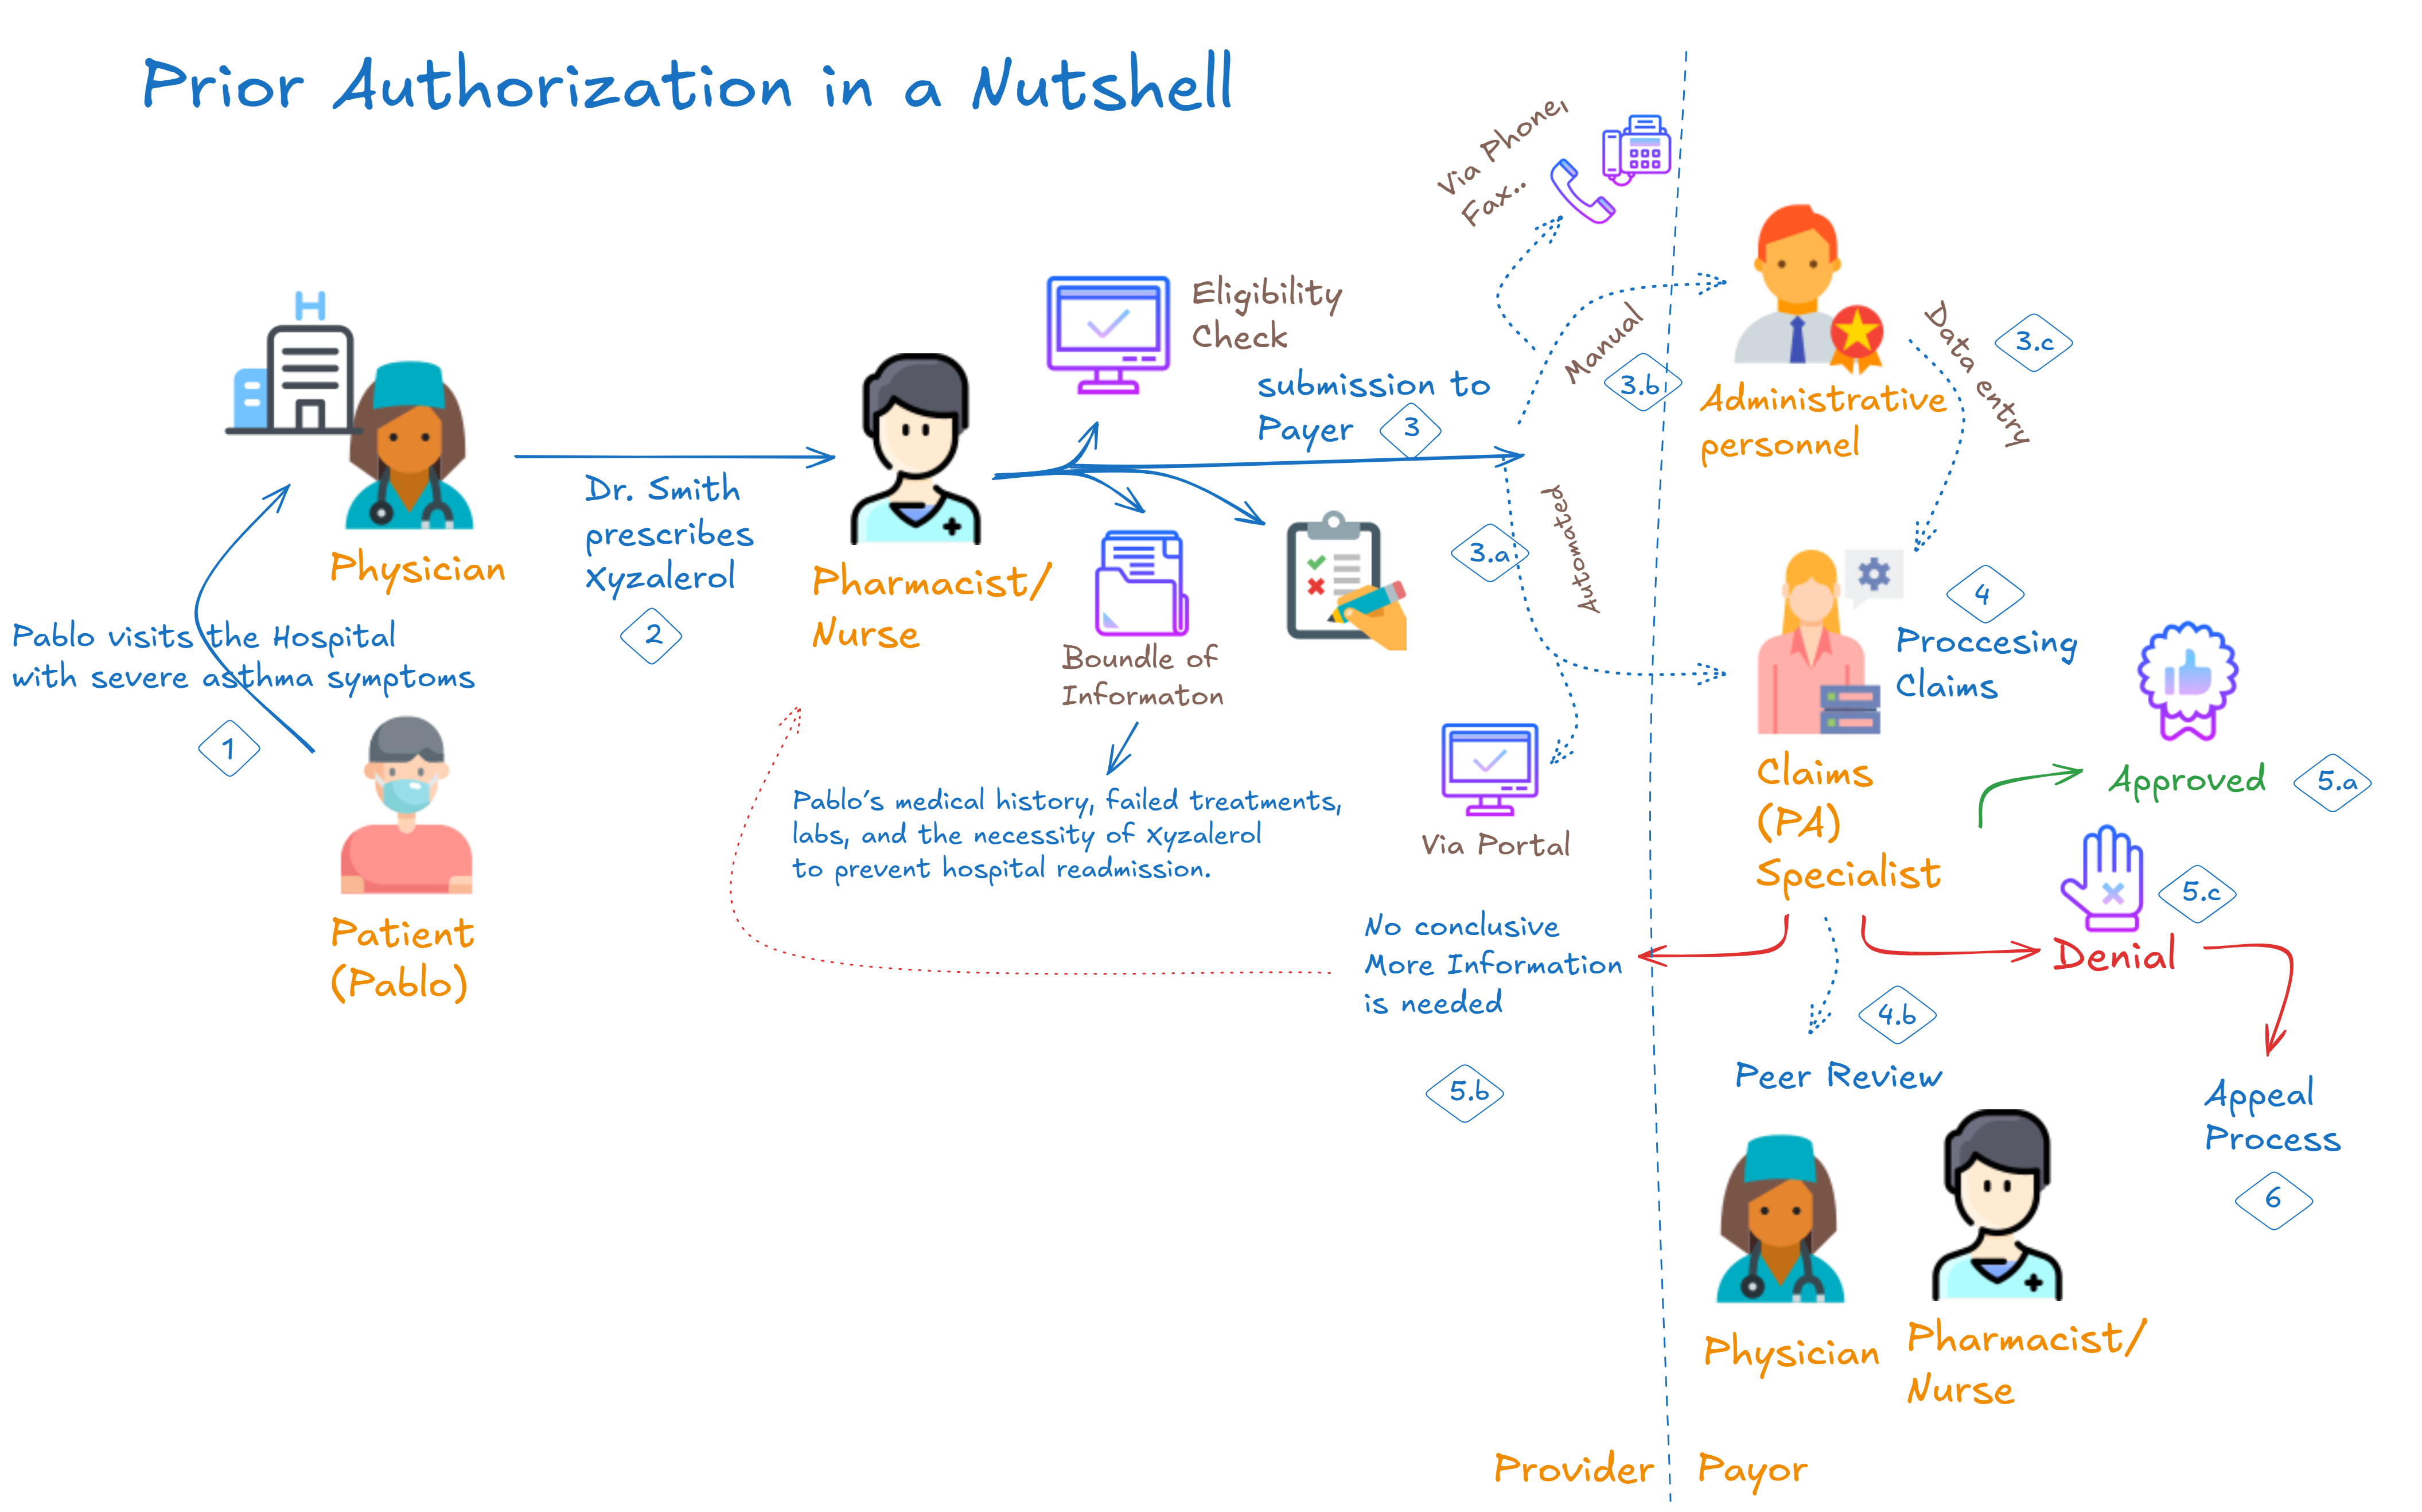 Prior Authorization in a Nutshell
H
Physician
Pablo visits the Hospital
with severe asthma symptoms
1
Patient
(Pablo)
Dr. Smith
prescribes
Xyzalerol
2
Pharmacist/
Nurse
Eligibility
Check
submission to
Payer
3
Boundle of
Informaton
Pablo's medical history, failed treatments,
labs, and the necessity of Xyzalerol
to prevent hospital readmission.
Via Phone,
Fax..
Manual
3.b
Automated
3.a
Via Portal
Administrative
personnel
Data entry
3.c
4
Proccesing
Claims
Claims
(PA)
Specialist
Approved
5.a
5.c
Denial
No conclusive
More Information
is needed
5.b
4.b
Peer Review
Appeal
Process
6
Physician
Pharmacist/
Nurse
Provider
Payor